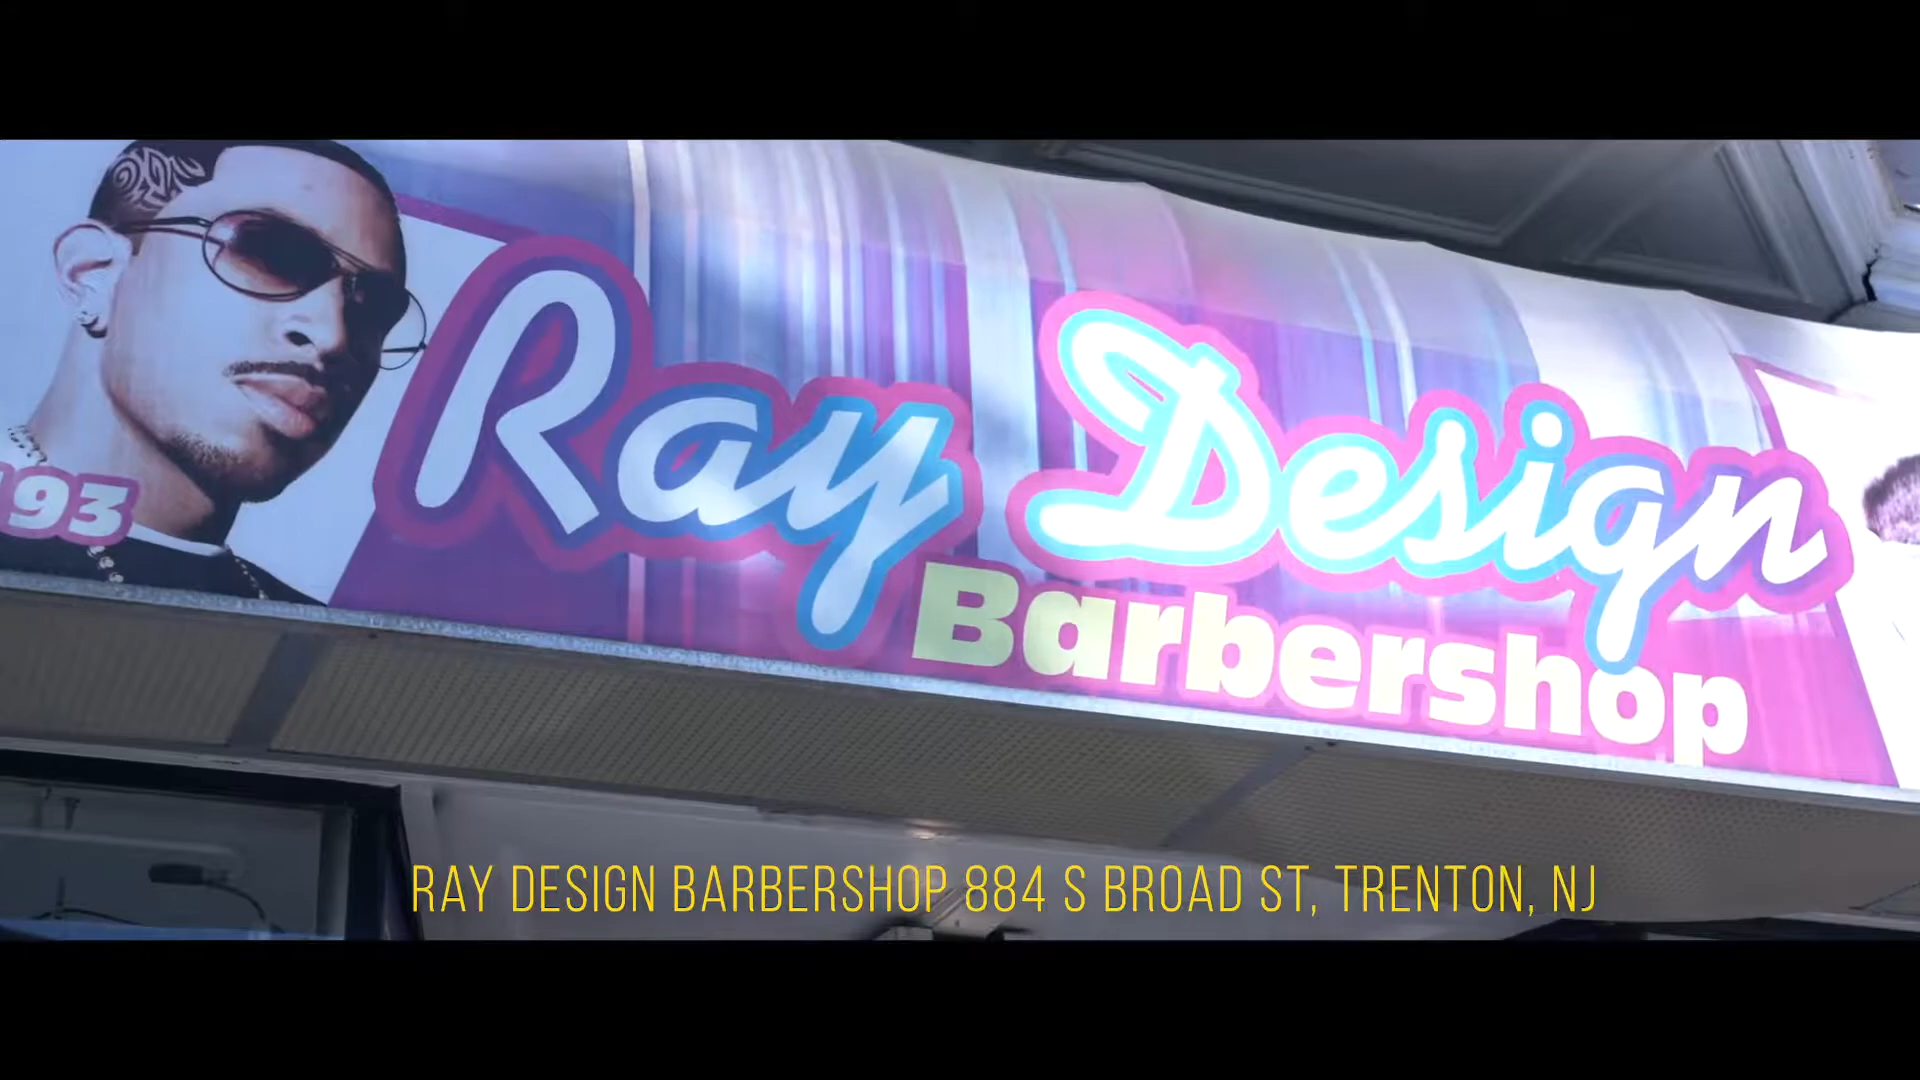 Ray Design
Barbershop
93
RAY DESIGN BARBERSHOP 884 S BROAD ST, TRENTON, NJ